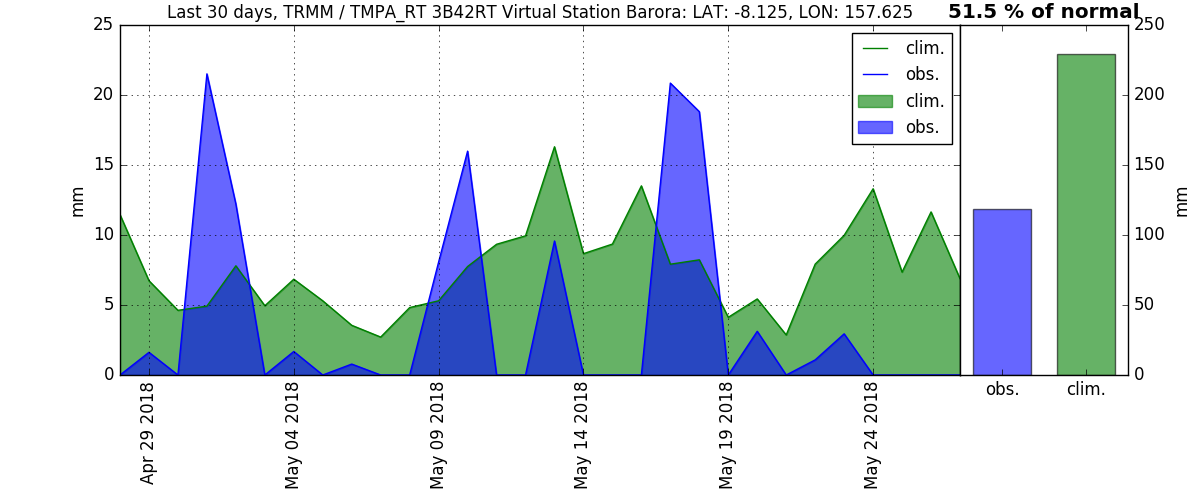 Last 30 days, TRMM / TMPA_RT 3B42RT Virtual Station Barora: LAT: -8.125, LON: 157.625
51.5 % of normal
25
20
15
10
5
0
mm
clim.
obs.
clim.
obs.
250
200
150
100
50
0
mm
obs.
clim.
Apr 29 2018
May 04 2018
May 09 2018
May 14 2018
May 19 2018
May 24 2018